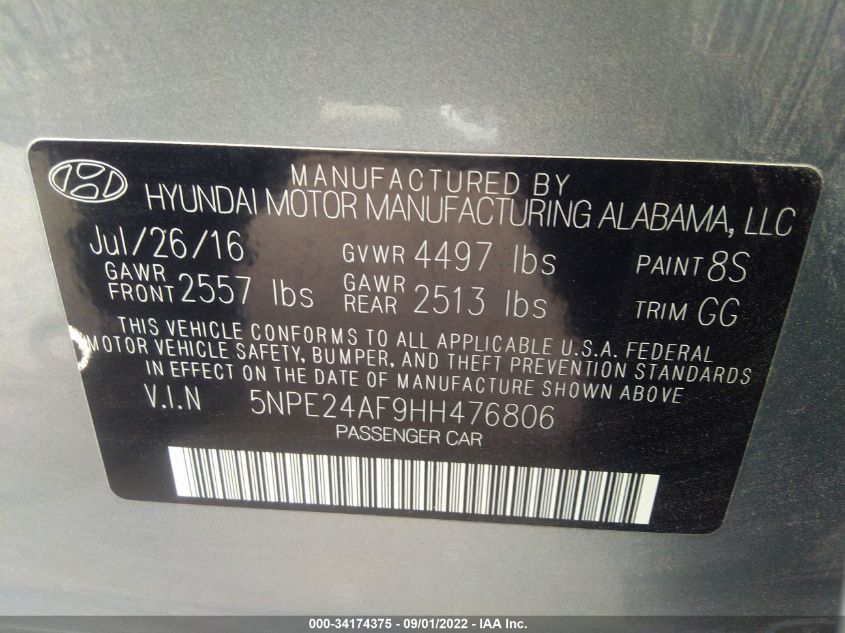 MANUFACTURED BY
HYUNDAI MOTOR MANUFACTURING ALABAMA, LLC
Jul/26/16 GVWR 4497 lbs PAINT 8S
GAWR FRONT 2557 lbs GAWR REAR 2513 lbs TRIM GG
THIS VEHICLE CONFORMS TO ALL APPLICABLE U.S.A. FEDERAL
MOTOR VEHICLE SAFETY, BUMPER, AND THEFT PREVENTION STANDARDS
IN EFFECT ON THE DATE OF MANUFACTURE SHOWN ABOVE
V.I.N 5NPE24AF9HH476806
PASSENGER CAR
000-34174375 - 09/01/2022 - IAA Inc.